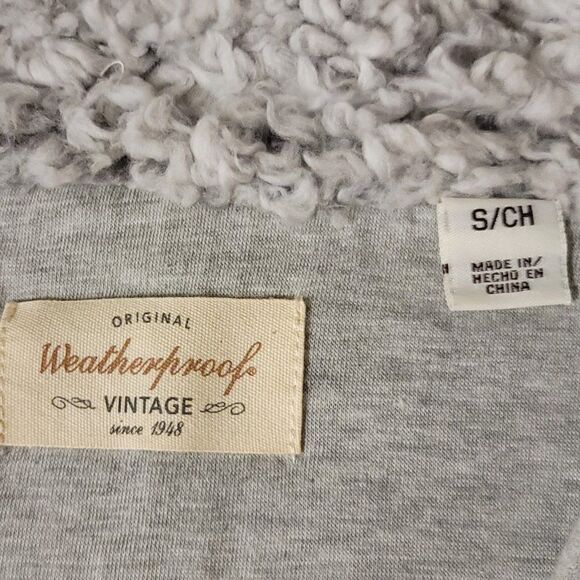 ORIGINAL
Weatherproof®
VINTAGE
since 1948
S/CH
MADE IN/
HECHO EN
CHINA